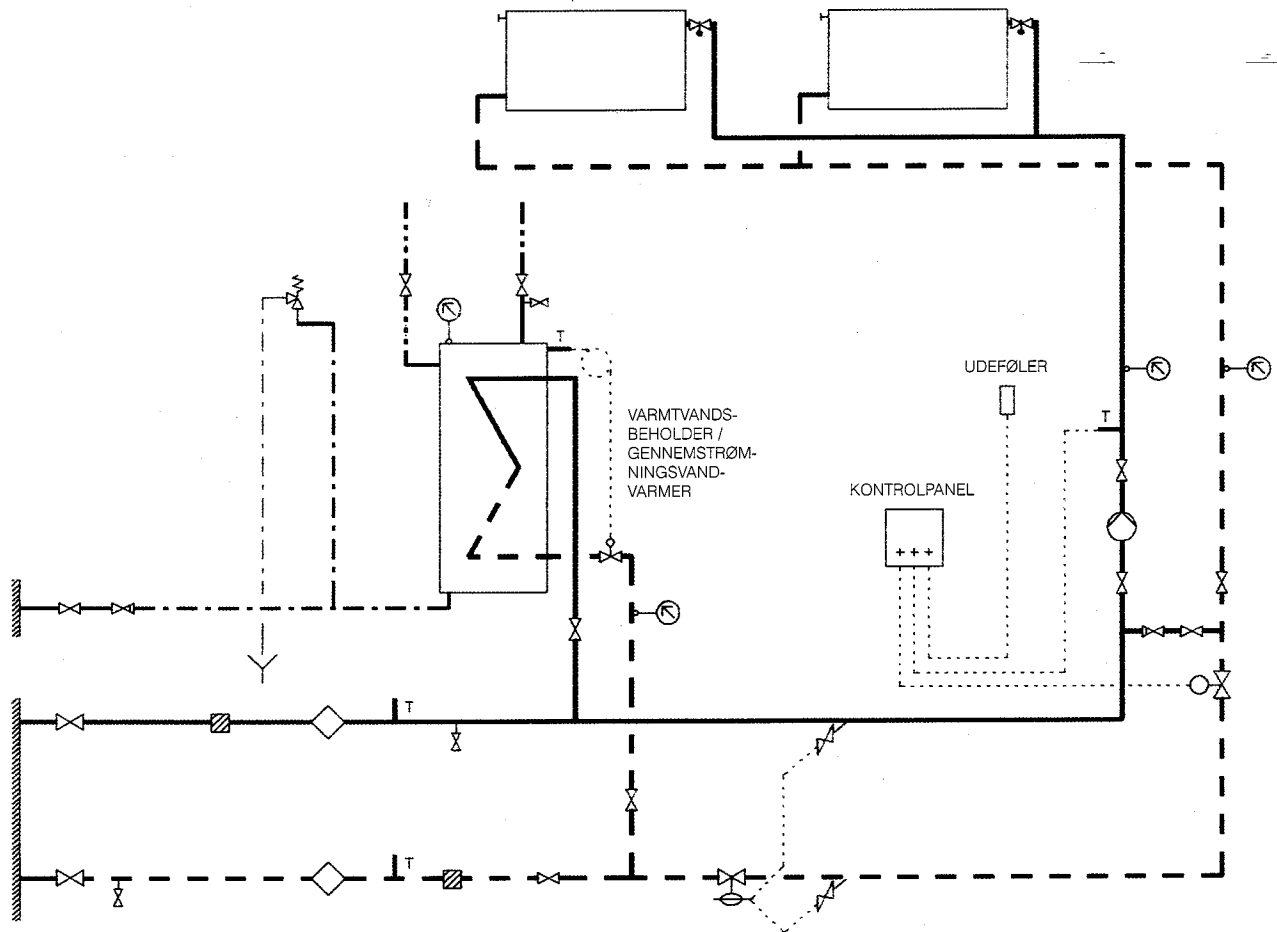 T
UDEFØLER
VARMTVANDS-
BEHOLDER /
GENNEMSTRØM-
NINGSVAND-
VARMER
T
KONTROLPANEL
+++
T
T